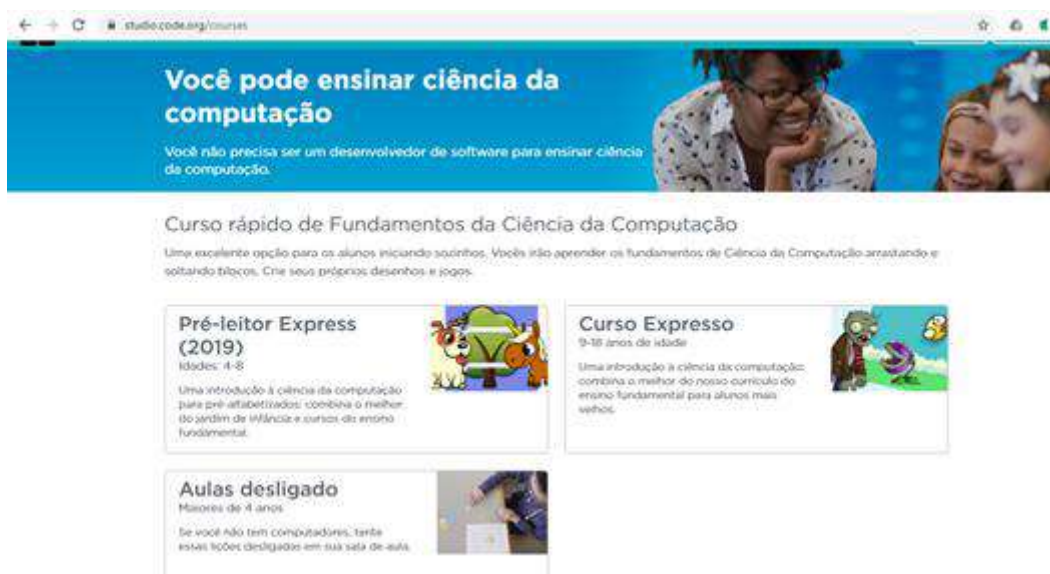 studio.code.org/courses
Você pode ensinar ciência da
computação
Você não precisa ser um desenvolvedor de software para ensinar ciência
da computação.
Curso rápido de Fundamentos da Ciência da Computação
Uma excelente opção para os alunos iniciando sozinhos. Vocês irão aprender os fundamentos de Ciência da Computação arrastando e
soltando blocos. Crie seus próprios desenhos e jogos.
Pré-leitor Express
(2019)
Idades: 4-8
Uma introdução à ciência da computação
para pré-alfabetizados: combina o melhor
do jardim de infância e cursos do ensino
fundamental.
Curso Expresso
9-18 anos de idade
Uma introdução à ciência da computação:
combina o melhor do nosso currículo do
ensino fundamental para alunos mais
velhos.
Aulas desligado
Maiores de 4 anos
Se você não tem computadores, tente
essas lições desligadas em sua sala de aula.